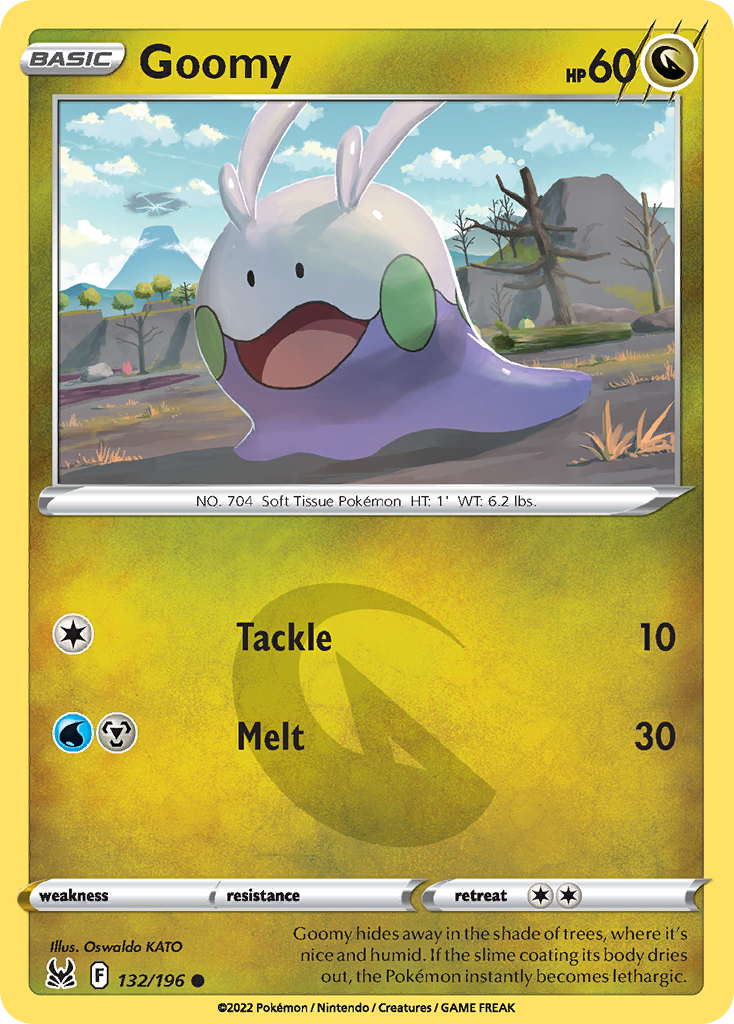 BASIC Goomy HP 60
NO. 704 Soft Tissue Pokémon HT: 1' WT: 6.2 lbs.
Tackle 10
Melt 30
weakness resistance retreat
Illus. Oswaldo KATO
Goomy hides away in the shade of trees, where it's
nice and humid. If the slime coating its body dries
out, the Pokémon instantly becomes lethargic.
F 132/196
©2022 Pokémon / Nintendo / Creatures / GAME FREAK